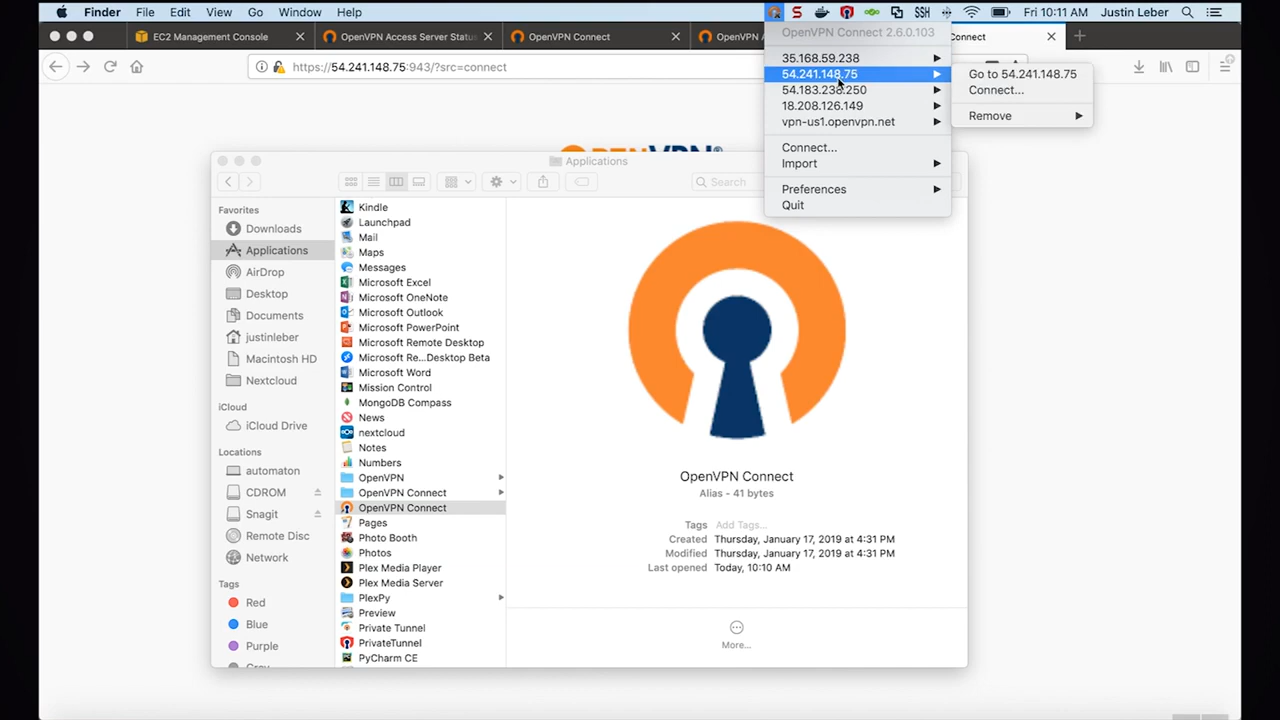 Finder File Edit View Go Window Help SSH Fri 10:11 AM Justin Leber
EC2 Management Console
OpenVPN Access Server Statu
OpenVPN Connect
OpenVPN A
Connect
https://54.241.148.75:943/?src=connect
OpenVPN Connect 2.6.0.103
35.168.59.238
54.241.148.75
54.183.236.250
18.208.126.149
vpn-us1.openvpn.net
Connect...
Import
Preferences
Quit
Go to 54.241.148.75
Connect...
Remove
Applications
Search
Favorites
Downloads
Applications
AirDrop
Desktop
Documents
justinleber
Macintosh HD
Nextcloud
iCloud
iCloud Drive
Locations
automaton
CDROM
Snagit
Remote Disc
Network
Tags
Red
Blue
Purple
Gray
Kindle
Launchpad
Mail
Maps
Messages
Microsoft Excel
Microsoft OneNote
Microsoft Outlook
Microsoft PowerPoint
Microsoft Remote Desktop
Microsoft Re...Desktop Beta
Microsoft Word
Mission Control
MongoDB Compass
News
nextcloud
Notes
Numbers
OpenVPN
OpenVPN Connect
OpenVPN Connect
Pages
Photo Booth
Photos
Plex Media Player
Plex Media Server
PlexPy
Preview
Private Tunnel
PrivateTunnel
PyCharm CE
OpenVPN Connect
Alias - 41 bytes
Tags Add Tags...
Created Thursday, January 17, 2019 at 4:31 PM
Modified Thursday, January 17, 2019 at 4:31 PM
Last opened Today, 10:10 AM
More...